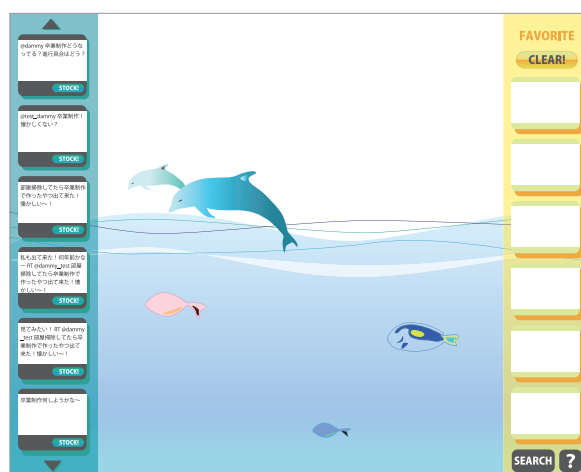 @dammy 卒業制作どうな
ってる？進行具合はどう？
STOCK!
@test_dammy 卒業制作！
懐かしくない？
STOCK!
部屋掃除してたら卒業制作
で作ったやつ出て来た！
懐かしい〜！
STOCK!
私も出て来た！何年前かな
ー RT @dammy_test 部屋
掃除してたら卒業制作で
作ったやつ出て来た！懐
かしい〜！
STOCK!
見てみたい！ RT @dammy
_test 部屋掃除してたら卒
業制作で作ったやつ出て
来た！懐かしい〜！
STOCK!
卒業制作何しようかな〜
STOCK!
FAVORITE
CLEAR!
SEARCH
?